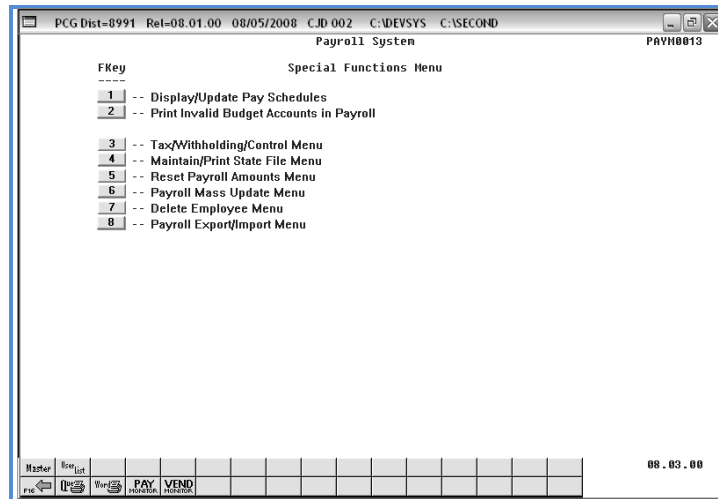 PCG Dist=8991 Rel=08.01.00 08/05/2008 CJD 002 C:\DEVSYS C:\SECOND
Payroll System PAYM0013
FKey Special Functions Menu
----
1 -- Display/Update Pay Schedules
2 -- Print Invalid Budget Accounts in Payroll
3 -- Tax/Withholding/Control Menu
4 -- Maintain/Print State File Menu
5 -- Reset Payroll Amounts Menu
6 -- Payroll Mass Update Menu
7 -- Delete Employee Menu
8 -- Payroll Export/Import Menu
Master User list 08.03.00
F16 Que Word PAY MONITOR VEND MONITOR